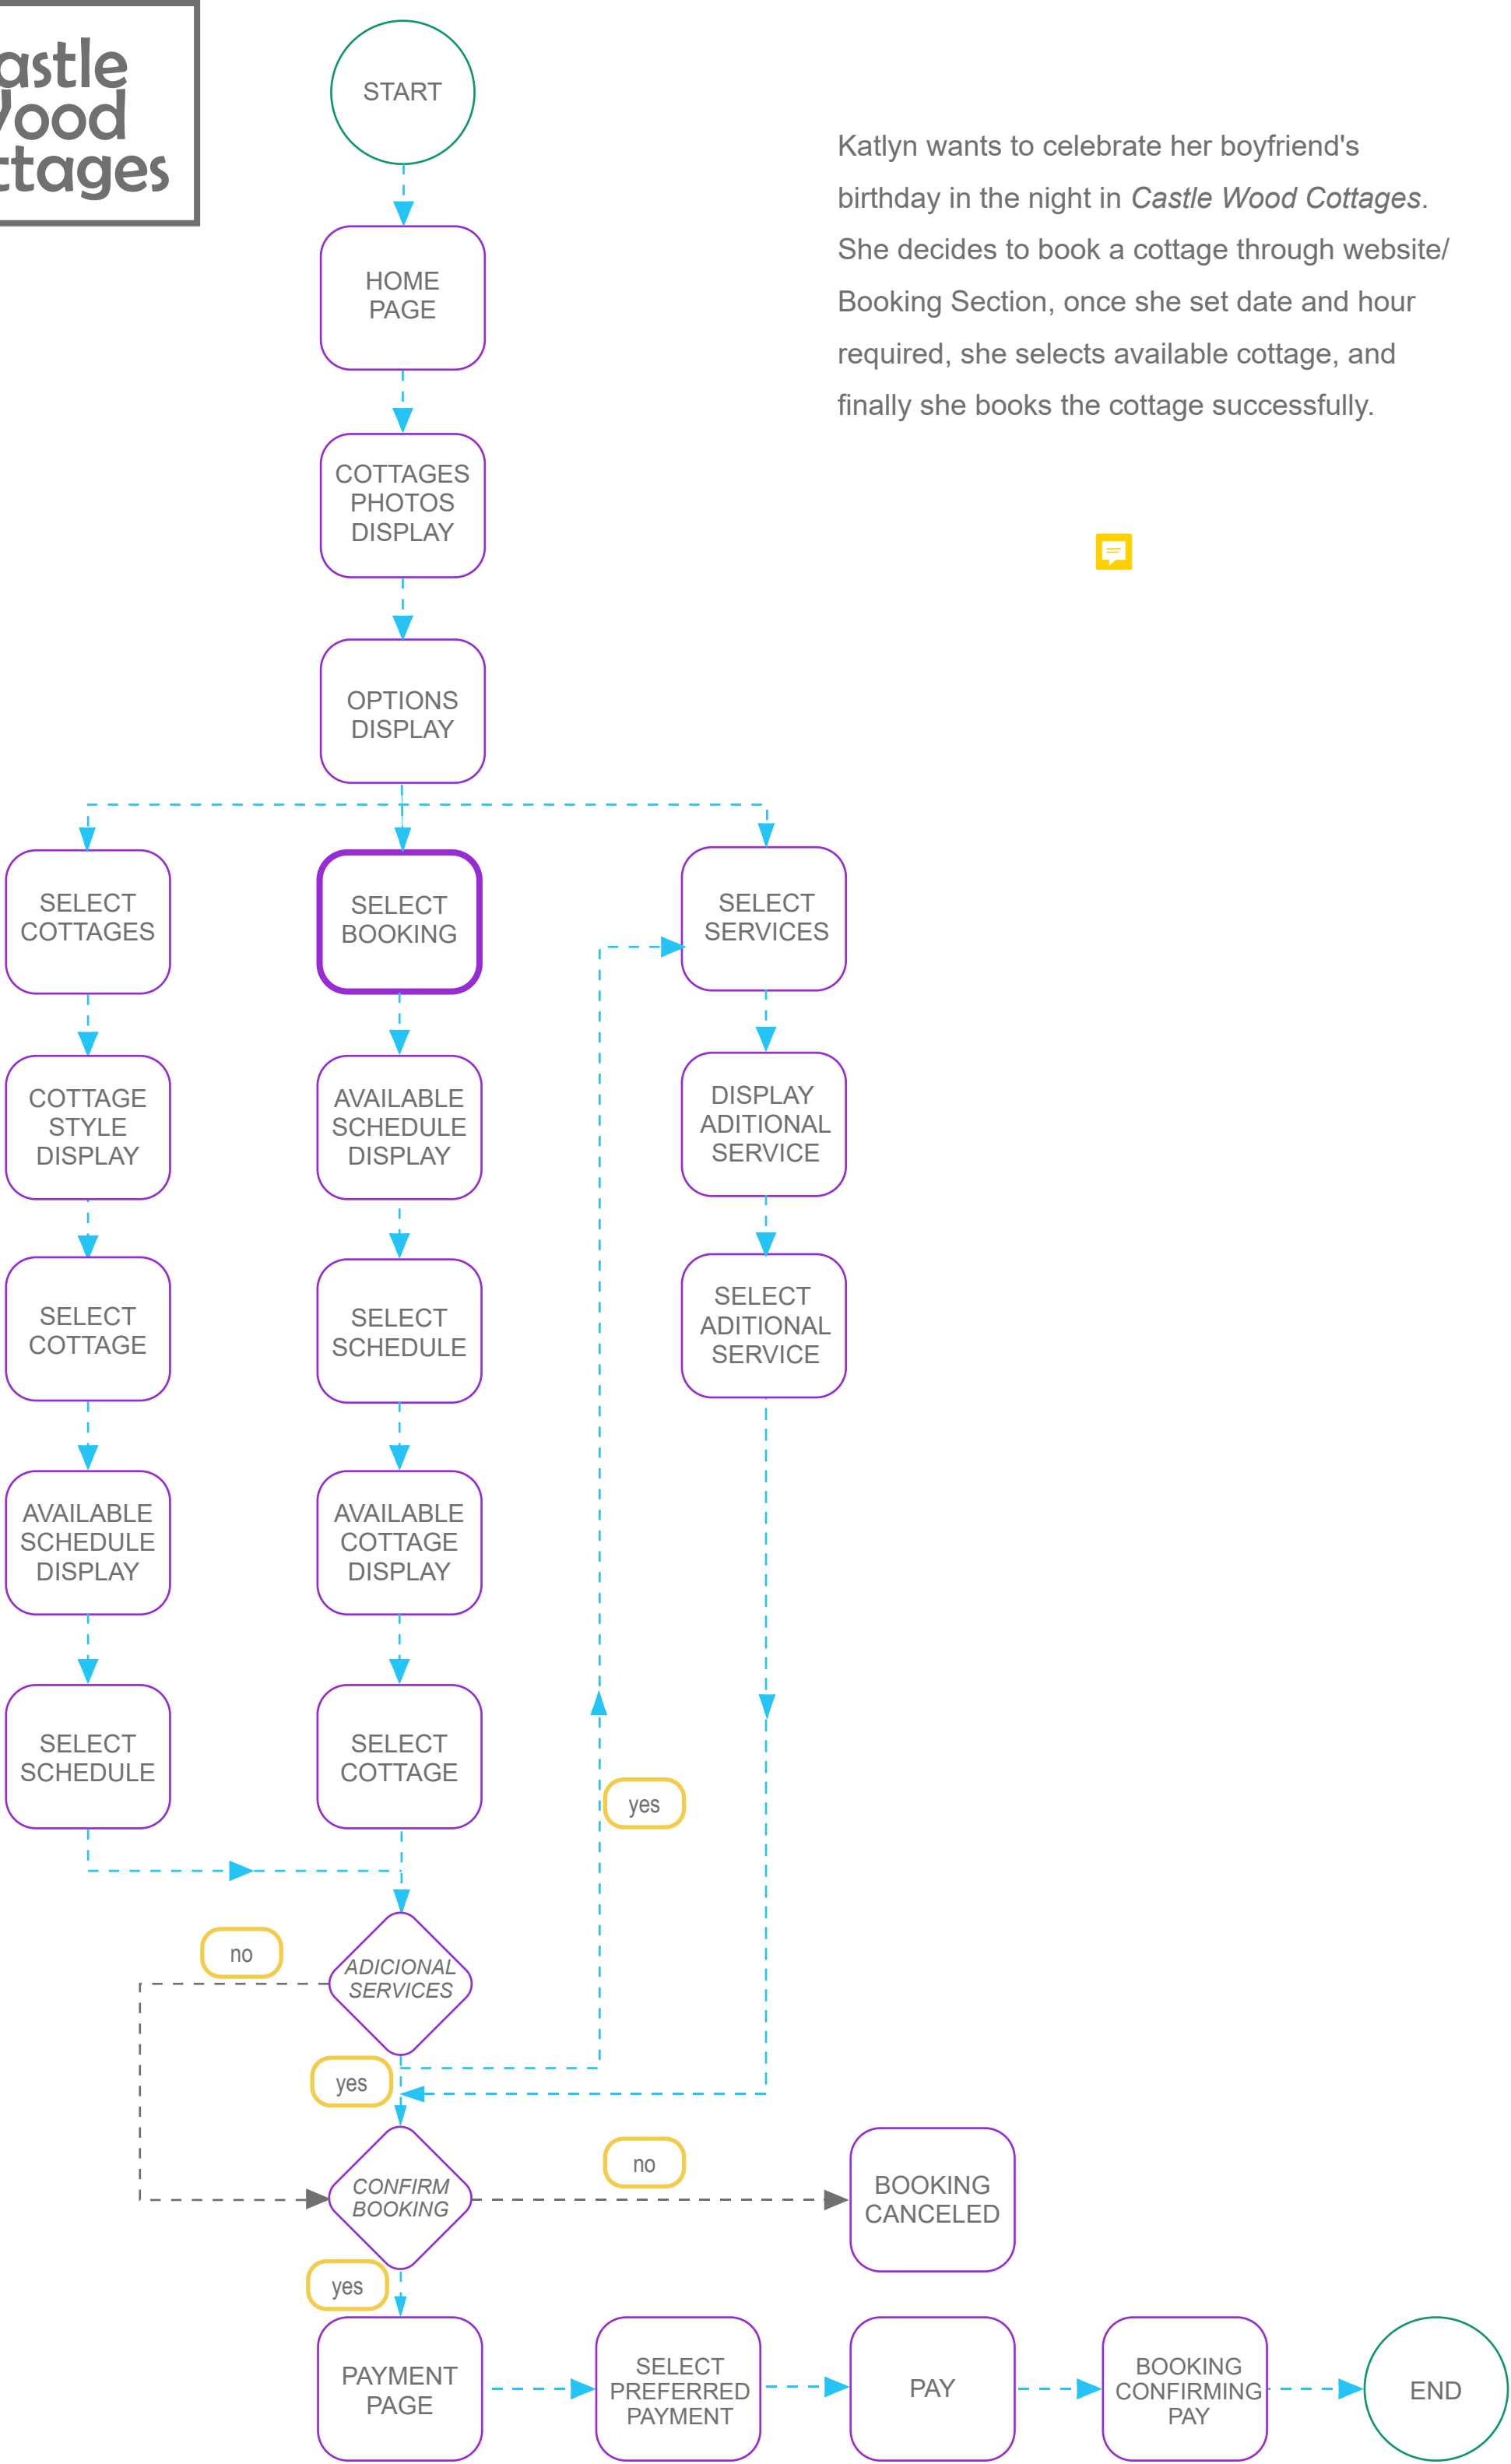 START
Katlyn wants to celebrate her boyfriend's
birthday in the night in Castle Wood Cottages.
She decides to book a cottage through website/
Booking Section, once she set date and hour
required, she selects available cottage, and
finally she books the cottage successfully.
HOME
PAGE
COTTAGES
PHOTOS
DISPLAY
OPTIONS
DISPLAY
SELECT
COTTAGES
SELECT
BOOKING
SELECT
SERVICES
COTTAGE
STYLE
DISPLAY
AVAILABLE
SCHEDULE
DISPLAY
DISPLAY
ADITIONAL
SERVICE
SELECT
COTTAGE
SELECT
SCHEDULE
SELECT
ADITIONAL
SERVICE
AVAILABLE
SCHEDULE
DISPLAY
AVAILABLE
COTTAGE
DISPLAY
SELECT
SCHEDULE
SELECT
COTTAGE
yes
no
ADICIONAL
SERVICES
yes
no
CONFIRM
BOOKING
BOOKING
CANCELED
yes
PAYMENT
PAGE
SELECT
PREFERRED
PAYMENT
PAY
BOOKING
CONFIRMING
PAY
END